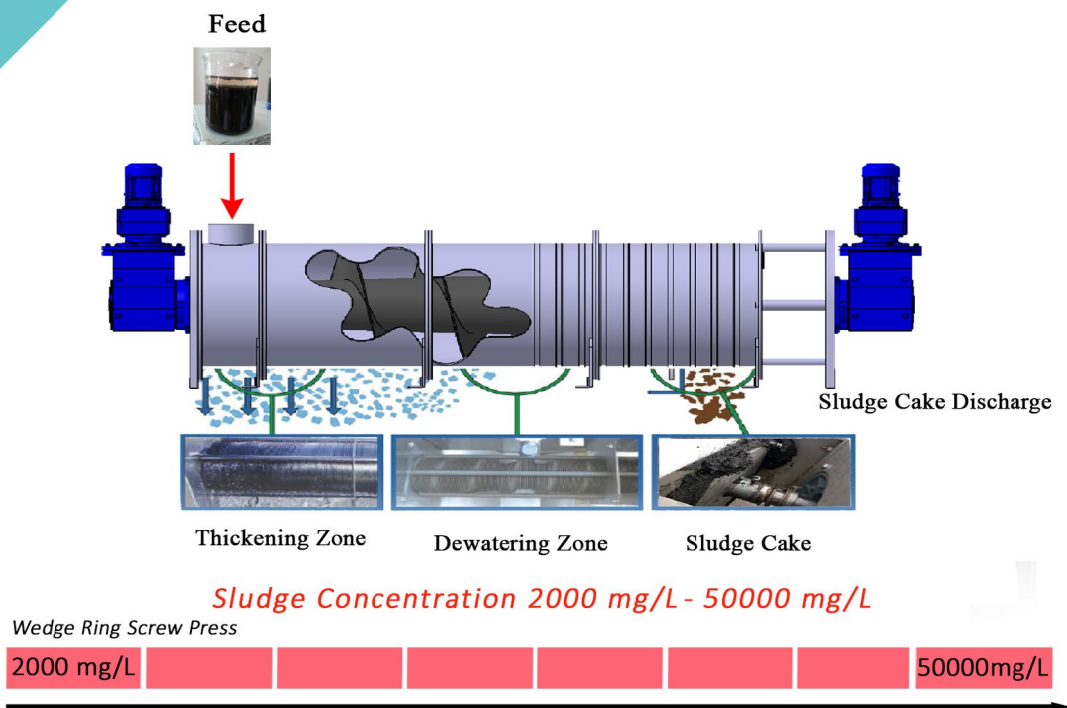 Feed
Sludge Cake Discharge
Thickening Zone
Dewatering Zone
Sludge Cake
Sludge Concentration 2000 mg/L - 50000 mg/L
Wedge Ring Screw Press
2000 mg/L
50000mg/L